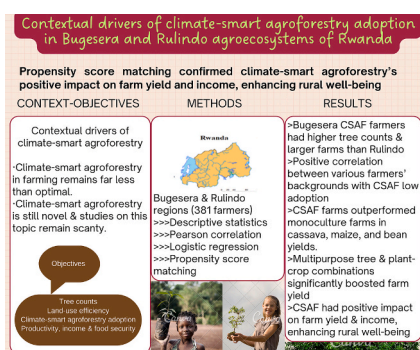 Contextual drivers of climate-smart agroforestry adoption
in Bugesera and Rulindo agroecosystems of Rwanda
Propensity score matching confirmed climate-smart agroforestry's
positive impact on farm yield and income, enhancing rural well-being
CONTEXT-OBJECTIVES
Contextual drivers of
climate-smart agroforestry
·Climate-smart agroforestry
in farming remains far less
than optimal.
·Climate-smart agroforestry
is still novel & studies on this
topic remain scanty.
Objectives
Tree counts
Land-use efficiency
Climate-smart agroforestry adoption
Productivity, income & food security
METHODS
Rwanda
Bugesera & Rulindo
regions (381 farmers)
>>>Descriptive statistics
>>>Pearson correlation
>>>Logistic regression
>>>Propensity score
matching
RESULTS
>Bugesera CSAF farmers
had higher tree counts &
larger farms than Rulindo
>Positive correlation
between various farmers'
backgrounds with CSAF low
adoption
>CSAF farms outperformed
monoculture farms in
cassava, maize, and bean
yields.
>Multipurpose tree & plant-
crop combinations
significantly boosted farm
yield
>CSAF had positive impact
on farm yield & income,
enhancing rural well-being